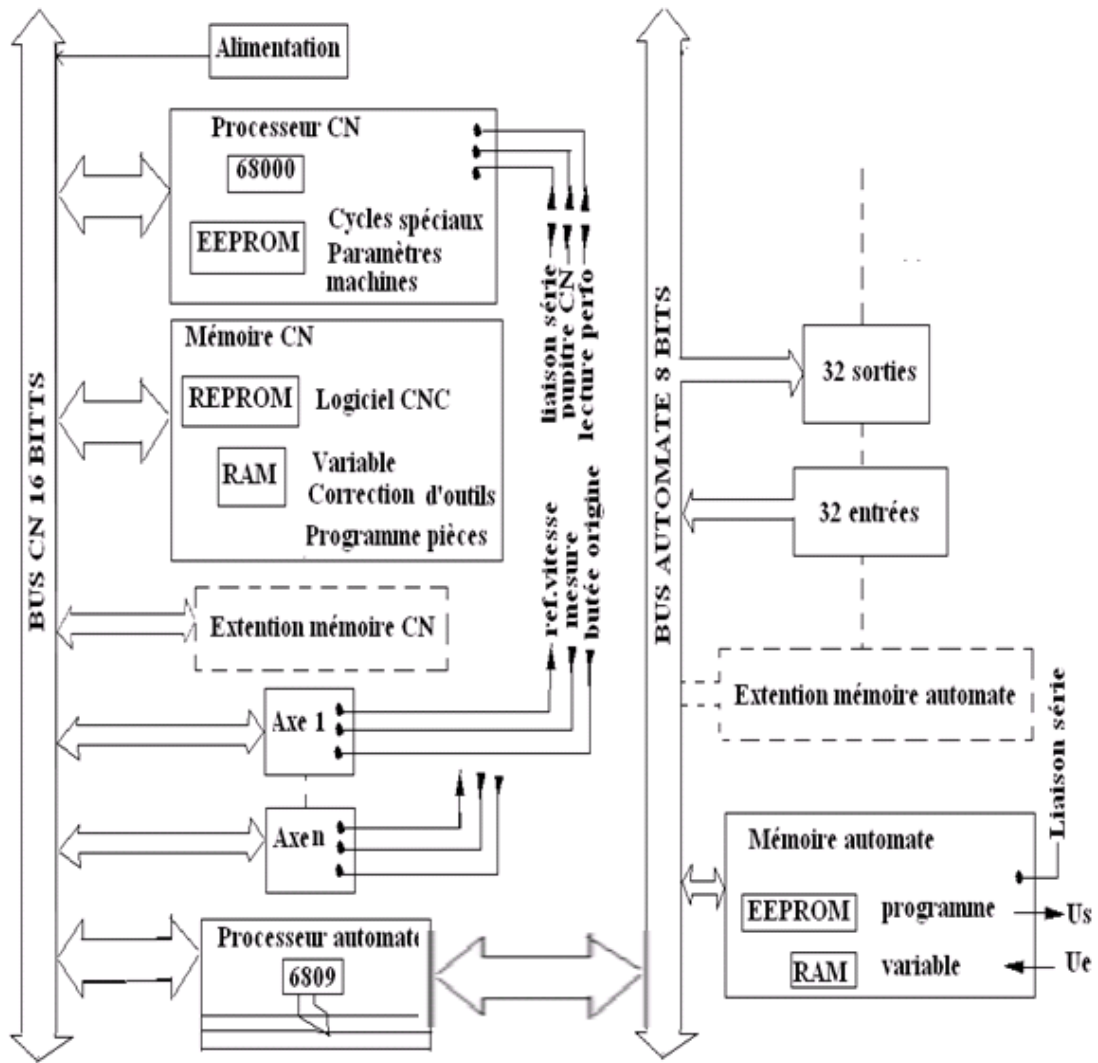 BUS CN 16 BITTS
Alimentation
Processeur CN
68000
EEPROM
Cycles spéciaux
Paramètres
machines
liaison série
pupitre CN
lecture perfo
Mémoire CN
REPROM
Logiciel CNC
RAM
Variable
Correction d'outils
Programme pièces
Extention mémoire CN
ref.vitesse
mesure
butée origine
Axe 1
Axe n
Processeur automate
6809
BUS AUTOMATE 8 BITS
32 sorties
32 entrées
Extention mémoire automate
Liaison série
Mémoire automate
EEPROM
programme
Us
RAM
variable
Ue